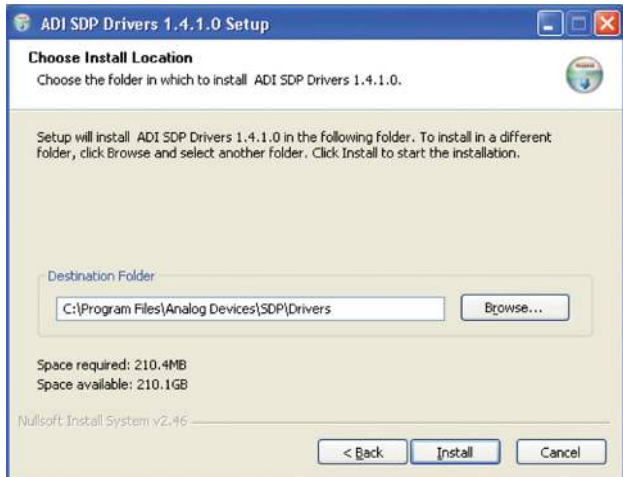 ADI SDP Drivers 1.4.1.0 Setup
Choose Install Location
Choose the folder in which to install ADI SDP Drivers 1.4.1.0.
Setup will install ADI SDP Drivers 1.4.1.0 in the following folder. To install in a different
folder, click Browse and select another folder. Click Install to start the installation.
Destination Folder
C:\Program Files\Analog Devices\SDP\Drivers
Browse...
Space required: 210.4MB
Space available: 210.1GB
Nullsoft Install System v2.46
< Back
Install
Cancel